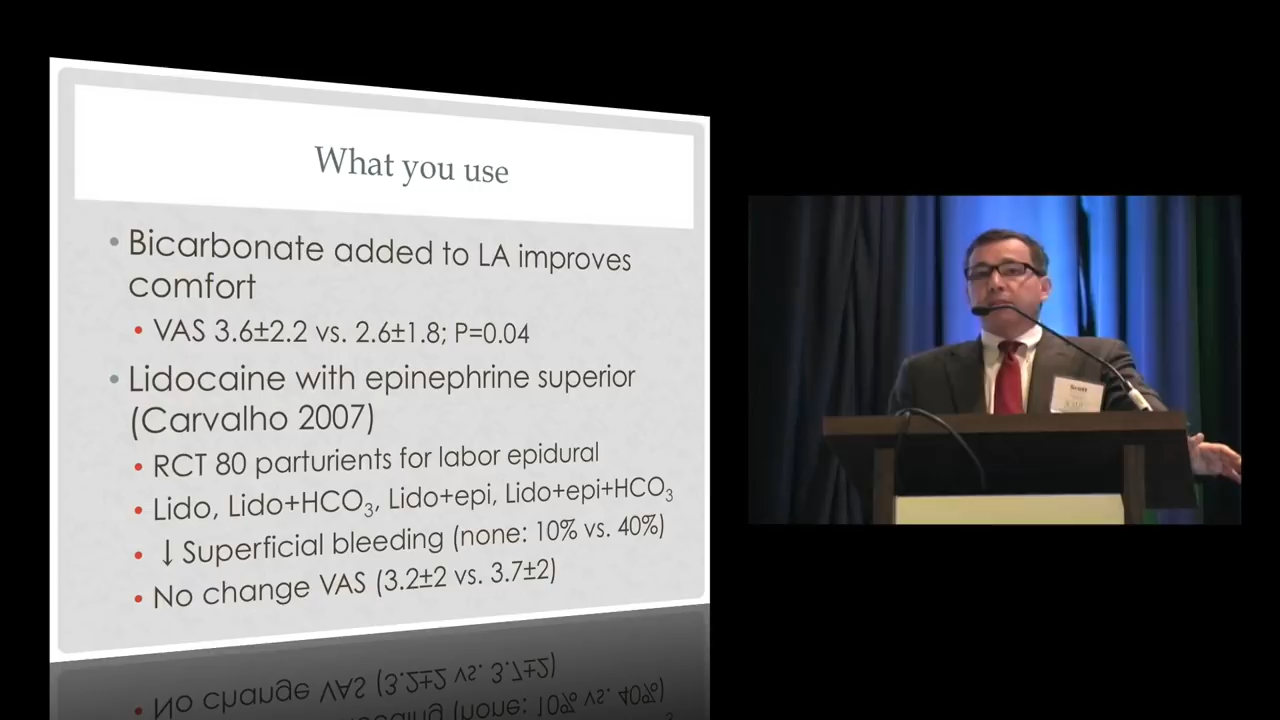 What you use
• Bicarbonate added to LA improves
comfort
• VAS 3.6±2.2 vs. 2.6±1.8; P=0.04
• Lidocaine with epinephrine superior
(Carvalho 2007)
• RCT 80 parturients for labor epidural
• Lido, Lido+HCO₃, Lido+epi, Lido+epi+HCO₃
• ↓ Superficial bleeding (none: 10% vs. 40%)
• No change VAS (3.2±2 vs. 3.7±2)
Scott